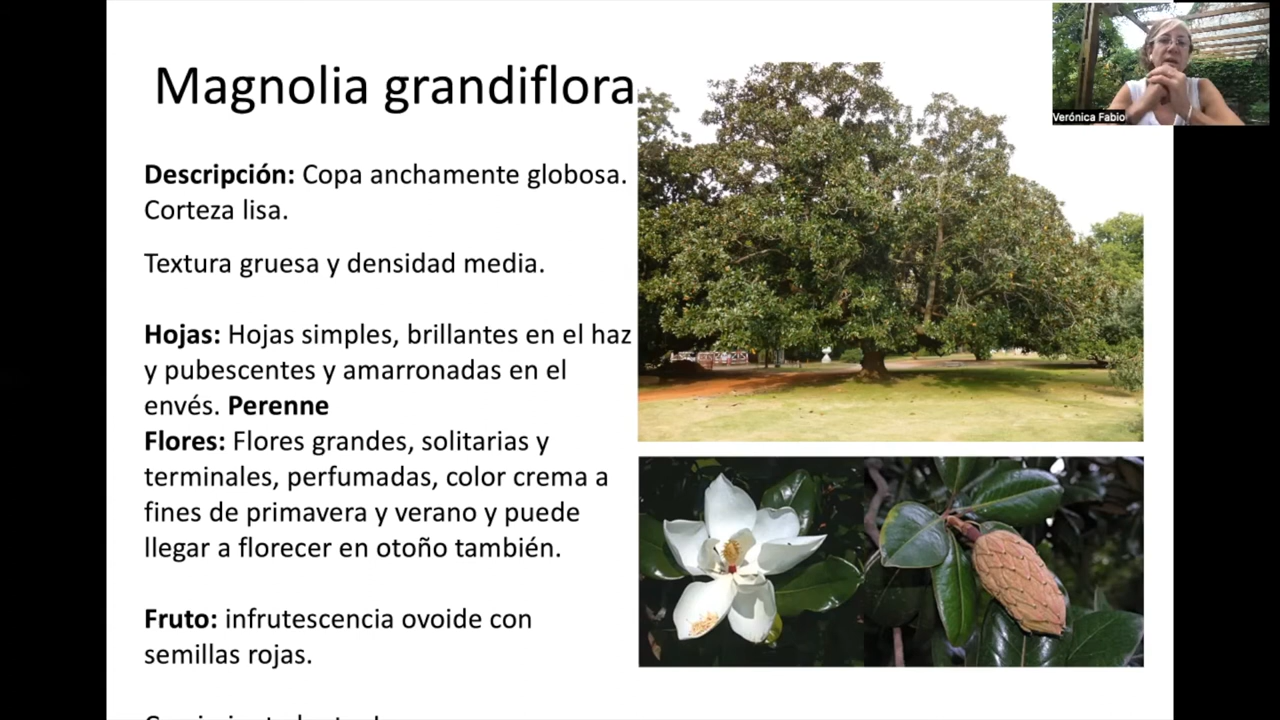 Magnolia grandiflora
Verónica Fabio
Descripción: Copa anchamente globosa.
Corteza lisa.
Textura gruesa y densidad media.
Hojas: Hojas simples, brillantes en el haz
y pubescentes y amarronadas en el
envés. Perenne
Flores: Flores grandes, solitarias y
terminales, perfumadas, color crema a
fines de primavera y verano y puede
llegar a florecer en otoño también.
Fruto: infrutescencia ovoide con
semillas rojas.